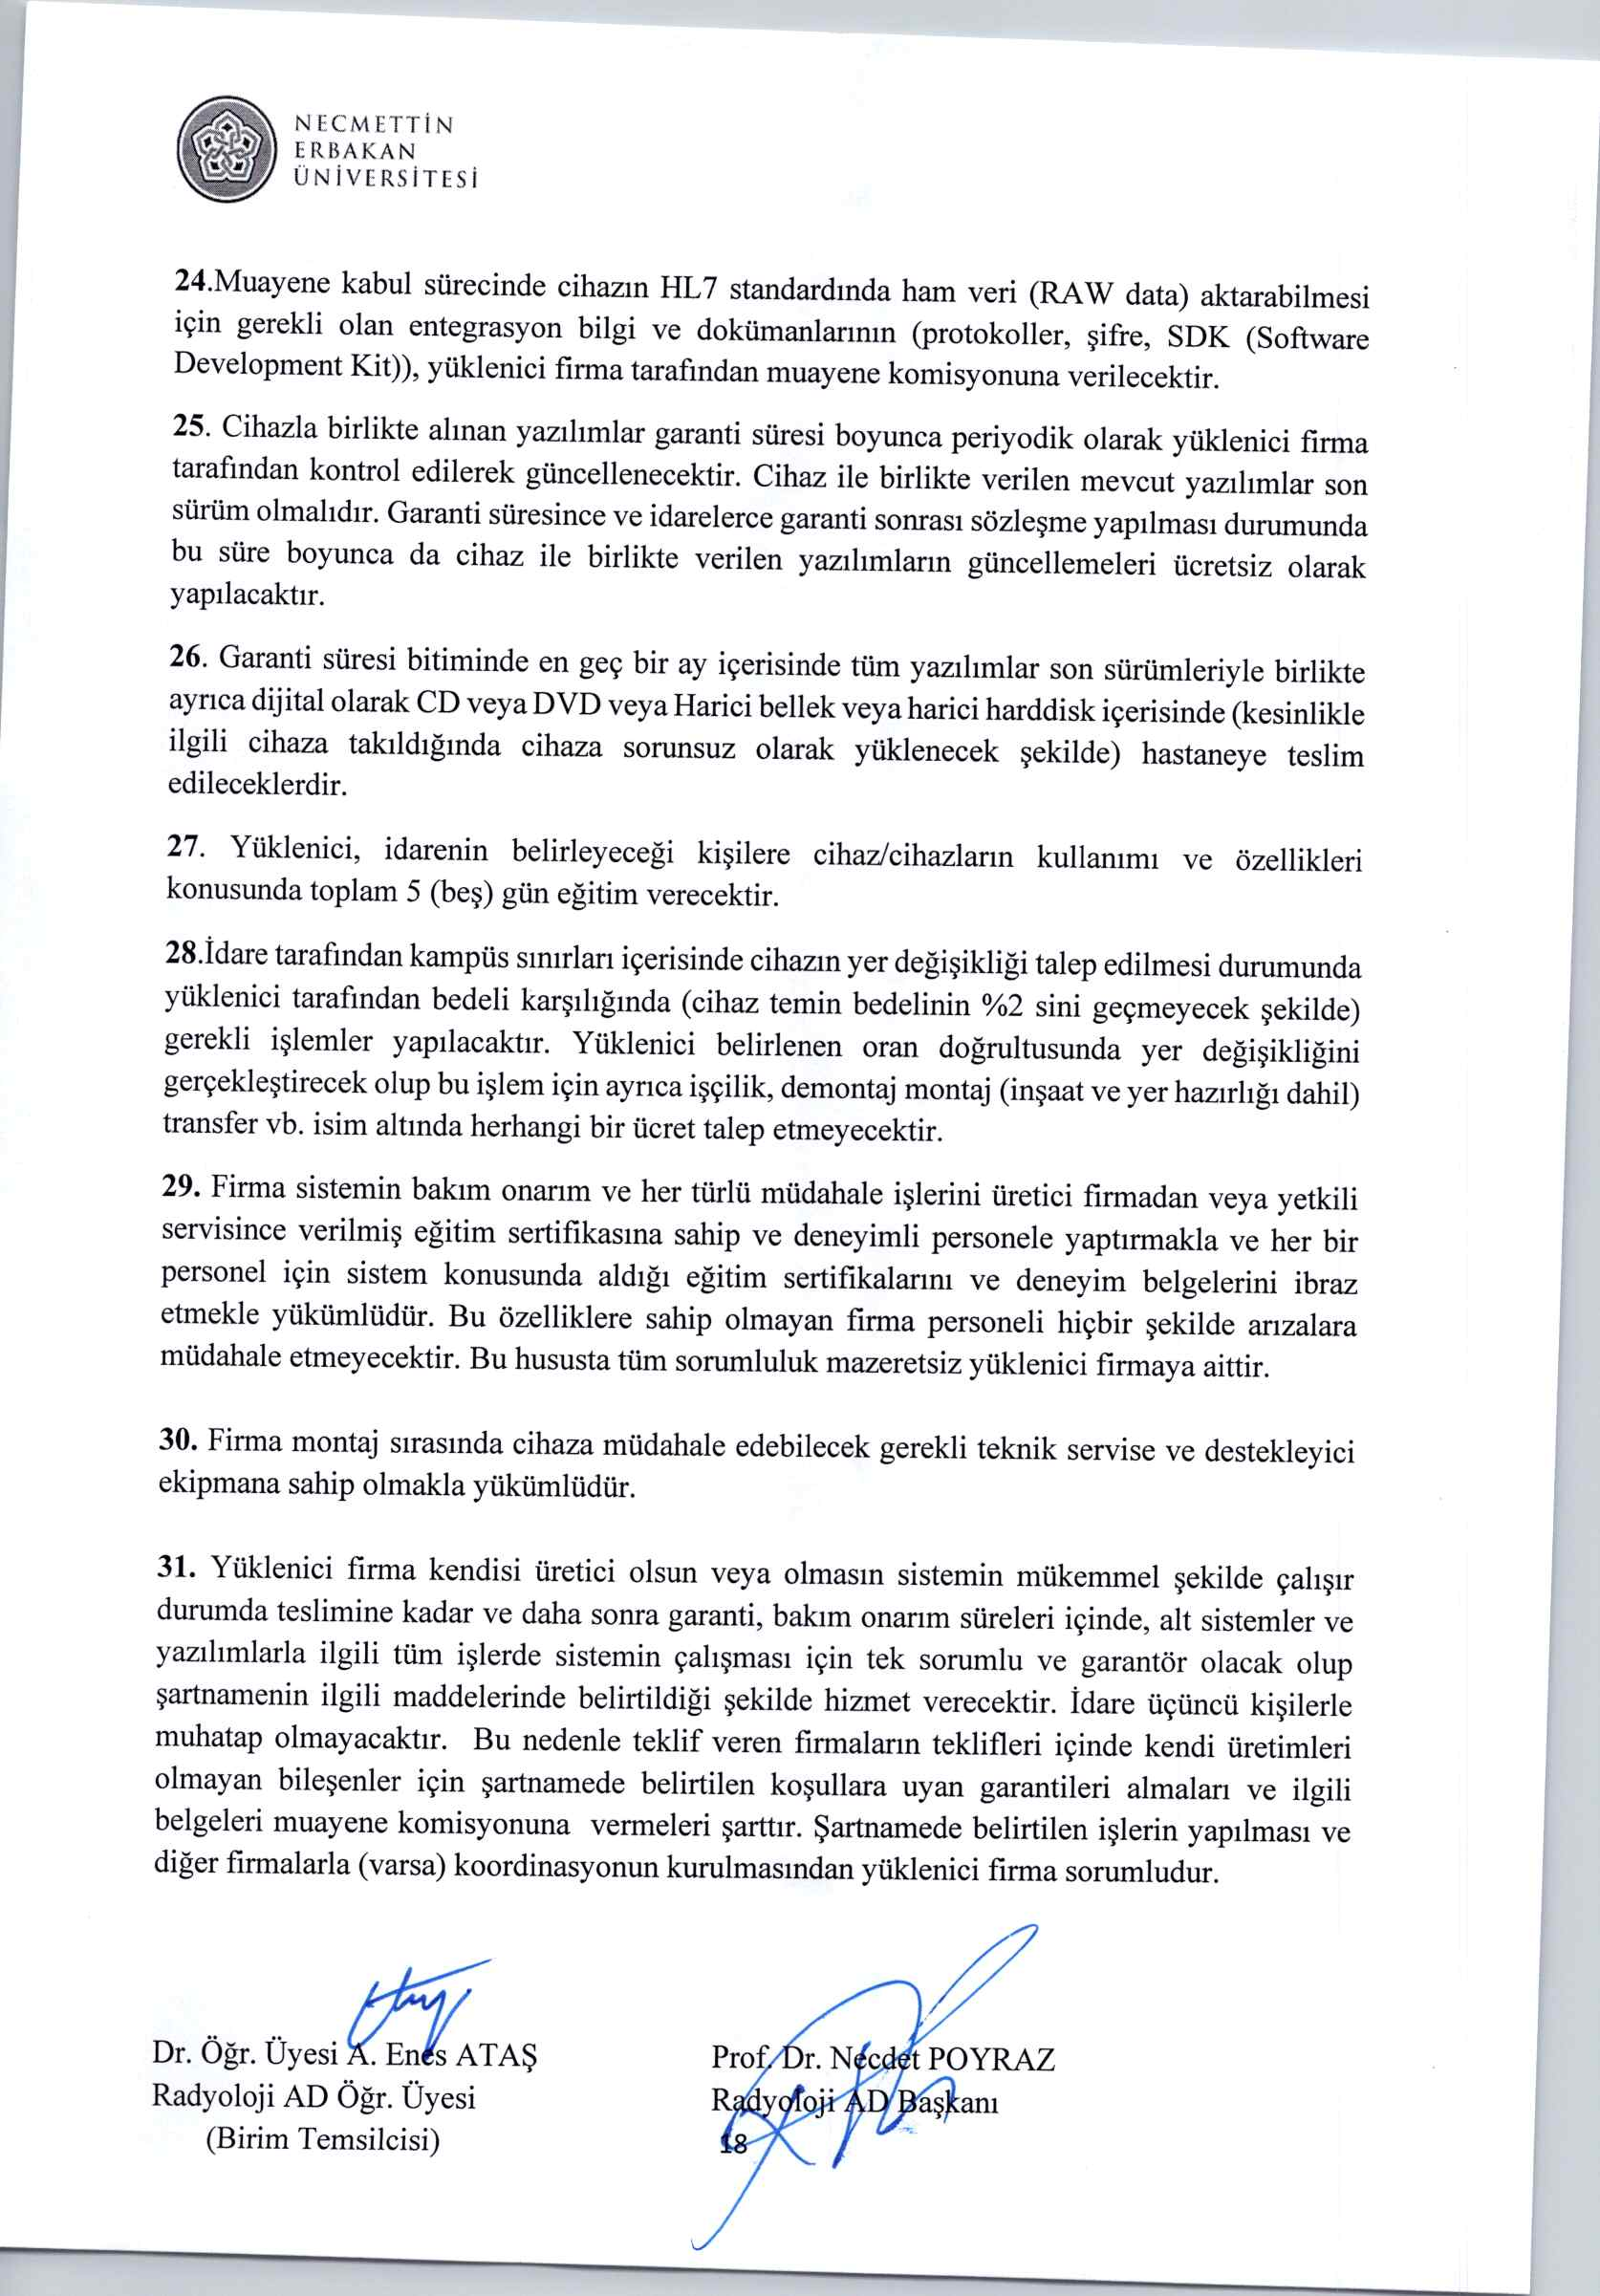 NECMETTİN
ERBAKAN
ÜNİVERSİTESİ
24.Muayene kabul sürecinde cihazın HL7 standardında ham veri (RAW data) aktarabilmesi
için gerekli olan entegrasyon bilgi ve dokümanlarının (protokoller, şifre, SDK (Software
Development Kit)), yüklenici firma tarafından muayene komisyonuna verilecektir.
25. Cihazla birlikte alınan yazılımlar garanti süresi boyunca periyodik olarak yüklenici firma
tarafından kontrol edilerek güncellenecektir. Cihaz ile birlikte verilen mevcut yazılımlar son
sürüm olmalıdır. Garanti süresince ve idarelerce garanti sonrası sözleşme yapılması durumunda
bu süre boyunca da cihaz ile birlikte verilen yazılımların güncellemeleri ücretsiz olarak
yapılacaktır.
26. Garanti süresi bitiminde en geç bir ay içerisinde tüm yazılımlar son sürümleriyle birlikte
ayrıca dijital olarak CD veya DVD veya Harici bellek veya harici harddisk içerisinde (kesinlikle
ilgili cihaza takıldığında cihaza sorunsuz olarak yüklenecek şekilde) hastaneye teslim
edileceklerdir.
27. Yüklenici, idarenin belirleyeceği kişilere cihaz/cihazların kullanımı ve özellikleri
konusunda toplam 5 (beş) gün eğitim verecektir.
28.İdare tarafından kampüs sınırları içerisinde cihazın yer değişikliği talep edilmesi durumunda
yüklenici tarafından bedeli karşılığında (cihaz temin bedelinin %2 sini geçmeyecek şekilde)
gerekli işlemler yapılacaktır. Yüklenici belirlenen oran doğrultusunda yer değişikliğini
gerçekleştirecek olup bu işlem için ayrıca işçilik, demontaj montaj (inşaat ve yer hazırlığı dahil)
transfer vb. isim altında herhangi bir ücret talep etmeyecektir.
29. Firma sistemin bakım onarım ve her türlü müdahale işlerini üretici firmadan veya yetkili
servisince verilmiş eğitim sertifikasına sahip ve deneyimli personele yaptırmakla ve her bir
personel için sistem konusunda aldığı eğitim sertifikalarını ve deneyim belgelerini ibraz
etmekle yükümlüdür. Bu özelliklere sahip olmayan firma personeli hiçbir şekilde arızalara
müdahale etmeyecektir. Bu hususta tüm sorumluluk mazeretsiz yüklenici firmaya aittir.
30. Firma montaj sırasında cihaza müdahale edebilecek gerekli teknik servise ve destekleyici
ekipmana sahip olmakla yükümlüdür.
31. Yüklenici firma kendisi üretici olsun veya olmasın sistemin mükemmel şekilde çalışır
durumda teslimine kadar ve daha sonra garanti, bakım onarım süreleri içinde, alt sistemler ve
yazılımlarla ilgili tüm işlerde sistemin çalışması için tek sorumlu ve garantör olacak olup
şartnamenin ilgili maddelerinde belirtildiği şekilde hizmet verecektir. İdare üçüncü kişilerle
muhatap olmayacaktır. Bu nedenle teklif veren firmaların teklifleri içinde kendi üretimleri
olmayan bileşenler için şartnamede belirtilen koşullara uyan garantileri almaları ve ilgili
belgeleri muayene komisyonuna vermeleri şarttır. Şartnamede belirtilen işlerin yapılması ve
diğer firmalarla (varsa) koordinasyonun kurulmasından yüklenici firma sorumludur.
Dr. Öğr. Üyesi A. Enes ATAŞ
Radyoloji AD Öğr. Üyesi
(Birim Temsilcisi)
Prof. Dr. Necdet POYRAZ
Radyoloji AD Başkanı
18